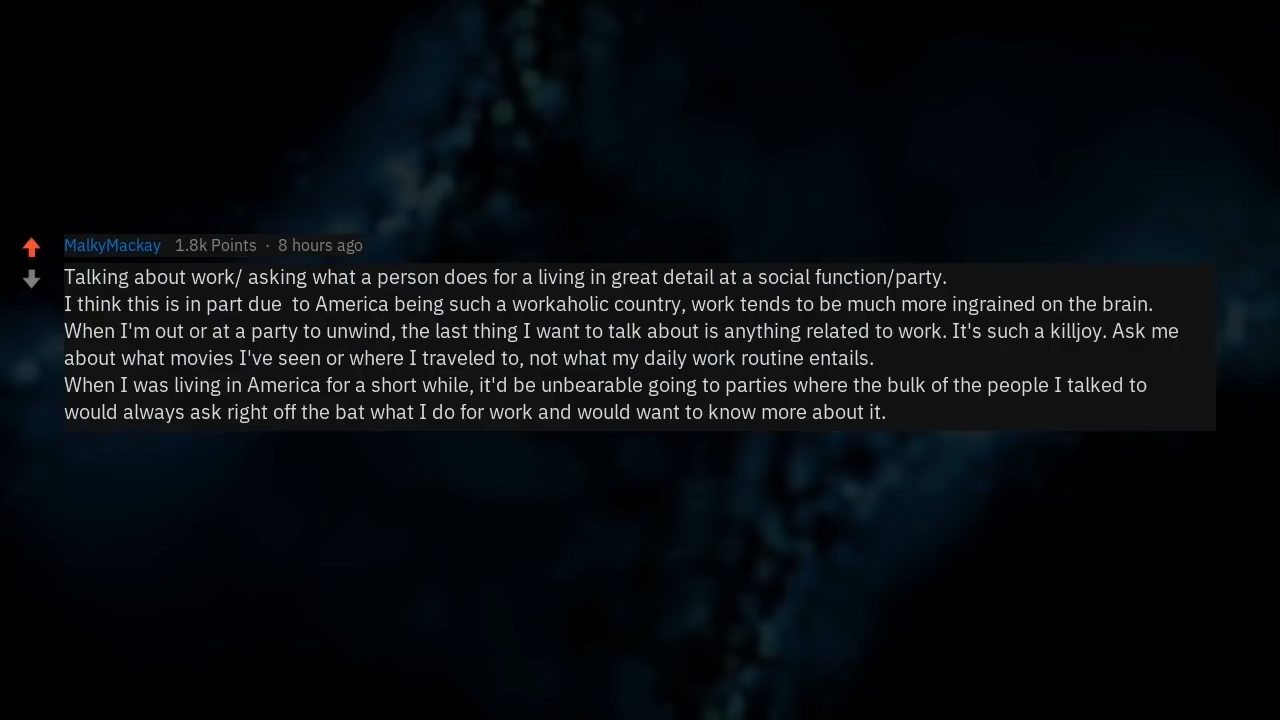 MalkyMackay 1.8k Points · 8 hours ago
Talking about work/ asking what a person does for a living in great detail at a social function/party.
I think this is in part due  to America being such a workaholic country, work tends to be much more ingrained on the brain.
When I'm out or at a party to unwind, the last thing I want to talk about is anything related to work. It's such a killjoy. Ask me
about what movies I've seen or where I traveled to, not what my daily work routine entails.
When I was living in America for a short while, it'd be unbearable going to parties where the bulk of the people I talked to
would always ask right off the bat what I do for work and would want to know more about it.